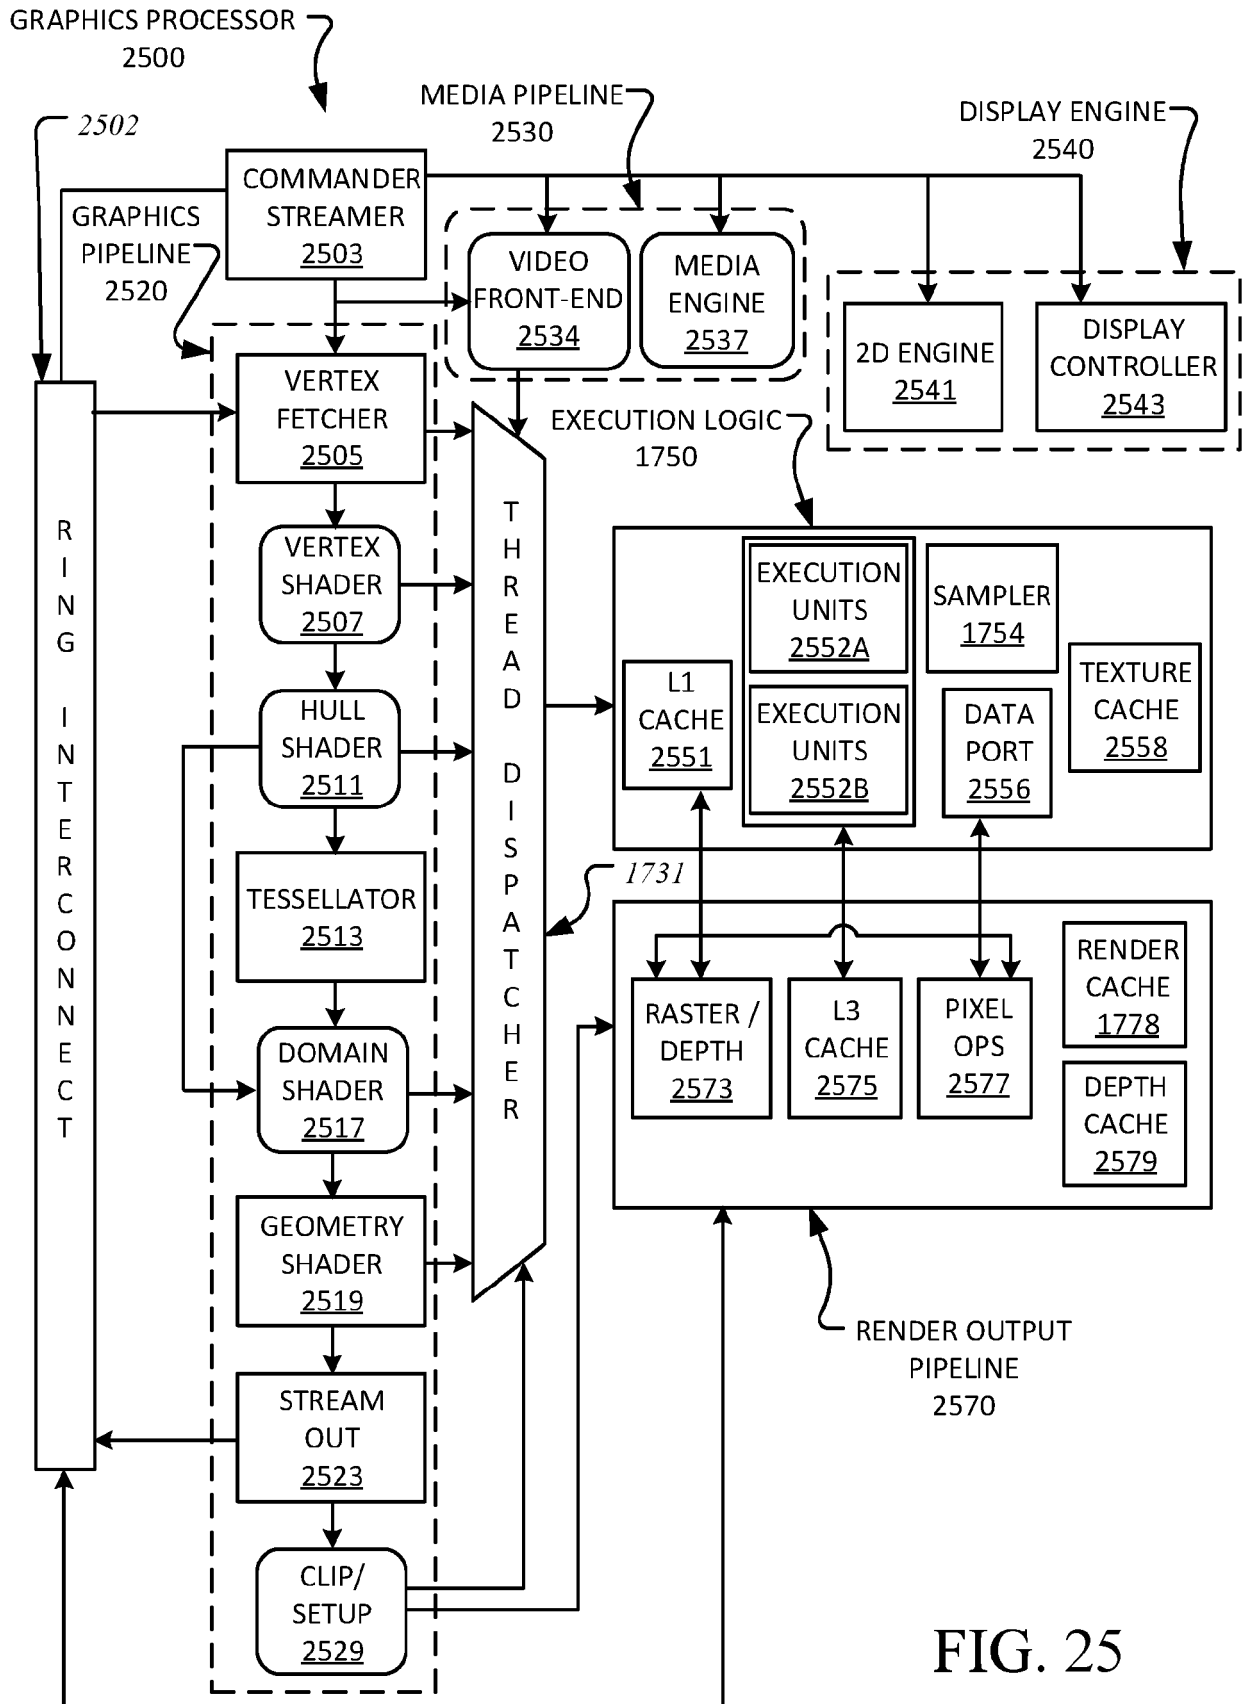 GRAPHICS PROCESSOR
2500
2502
MEDIA PIPELINE
2530
DISPLAY ENGINE
2540
COMMANDER
STREAMER
2503
GRAPHICS
PIPELINE
2520
VIDEO
FRONT-END
2534
MEDIA
ENGINE
2537
2D ENGINE
2541
DISPLAY
CONTROLLER
2543
VERTEX
FETCHER
2505
EXECUTION LOGIC
1750
RING INTERCONNECT
THREAD DISPATCHER
VERTEX
SHADER
2507
EXECUTION
UNITS
2552A
SAMPLER
1754
L1
CACHE
2551
EXECUTION
UNITS
2552B
DATA
PORT
2556
TEXTURE
CACHE
2558
HULL
SHADER
2511
1731
TESSELLATOR
2513
RASTER /
DEPTH
2573
L3
CACHE
2575
PIXEL
OPS
2577
RENDER
CACHE
1778
DEPTH
CACHE
2579
DOMAIN
SHADER
2517
GEOMETRY
SHADER
2519
RENDER OUTPUT
PIPELINE
2570
STREAM
OUT
2523
CLIP/
SETUP
2529
FIG. 25